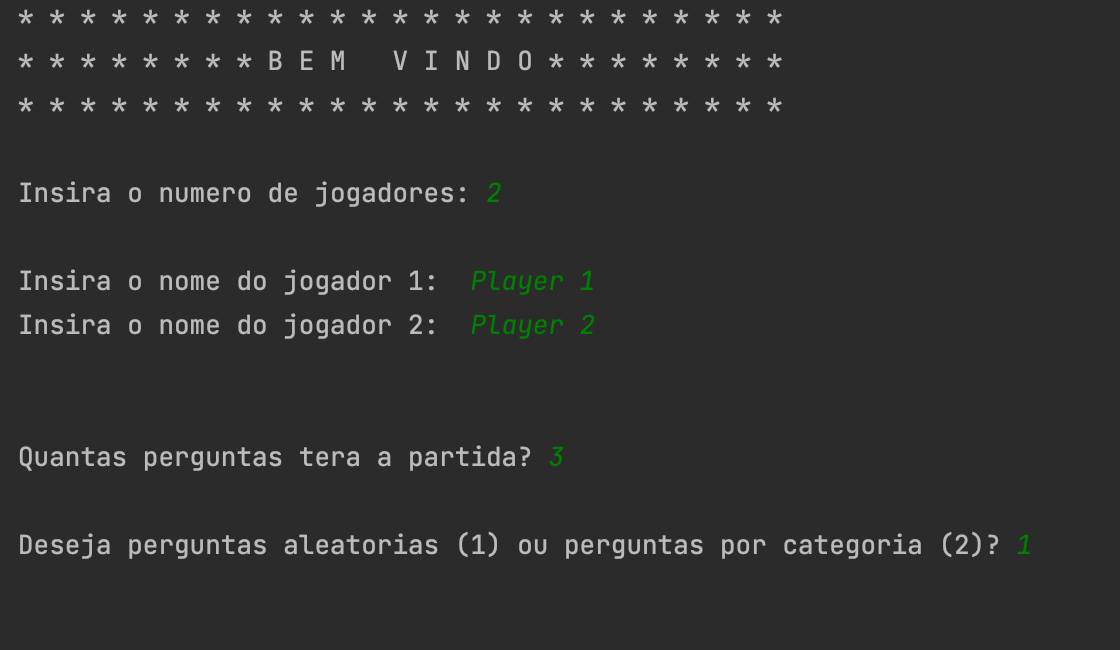 * * * * * * * * * * * * * * * * * * * * * * * * *
* * * * * * * * B E M   V I N D O * * * * * * * *
* * * * * * * * * * * * * * * * * * * * * * * * *
Insira o numero de jogadores: 2
Insira o nome do jogador 1:  Player 1
Insira o nome do jogador 2:  Player 2
Quantas perguntas tera a partida? 3
Deseja perguntas aleatorias (1) ou perguntas por categoria (2)? 1